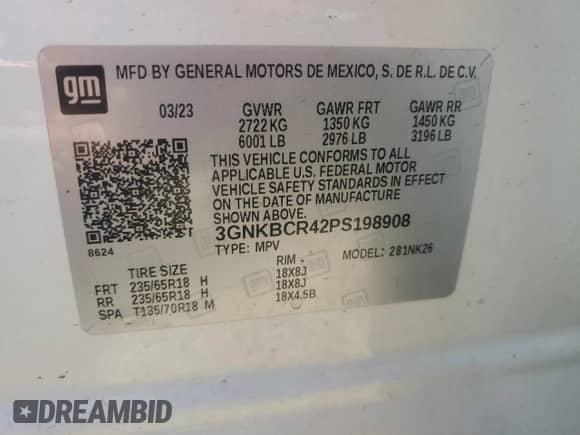 gm
MFD BY GENERAL MOTORS DE MEXICO, S. DE R.L. DE C.V.
03/23 GVWR GAWR FRT GAWR RR
2722 KG 1350 KG 1450 KG
6001 LB 2976 LB 3196 LB
THIS VEHICLE CONFORMS TO ALL
APPLICABLE U.S. FEDERAL MOTOR
VEHICLE SAFETY STANDARDS IN EFFECT
ON THE DATE OF MANUFACTURE
SHOWN ABOVE.
3GNKBCR42PS198908
8624 TYPE: MPV MODEL: 281NK26
TIRE SIZE RIM
FRT 235/65R18 H 18X8J
RR 235/65R18 H 18X8J
SPA T135/70R18 M 18X4.5B
DREAMBID